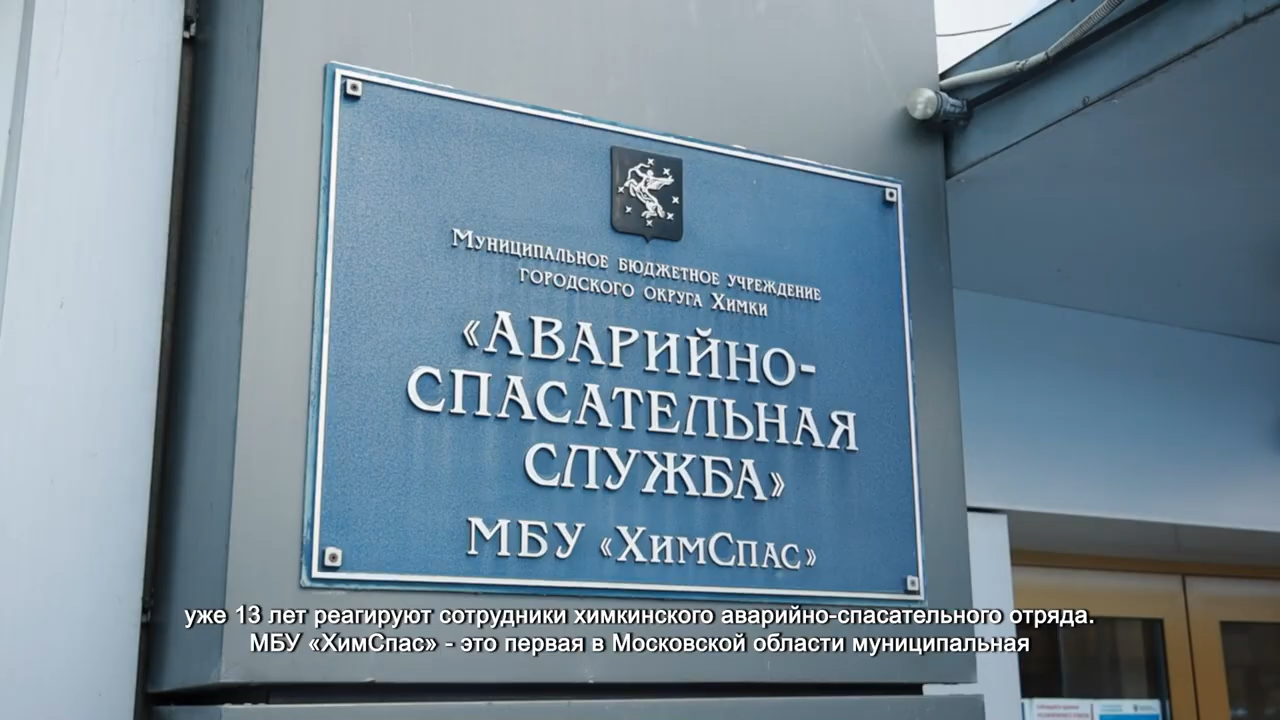 Муниципальное бюджетное учреждение
городского округа Химки
«Аварийно-
спасательная
служба»
МБУ «ХимСпас»
уже 13 лет реагируют сотрудники химкинского аварийно-спасательного отряда.
МБУ «ХимСпас» - это первая в Московской области муниципальная